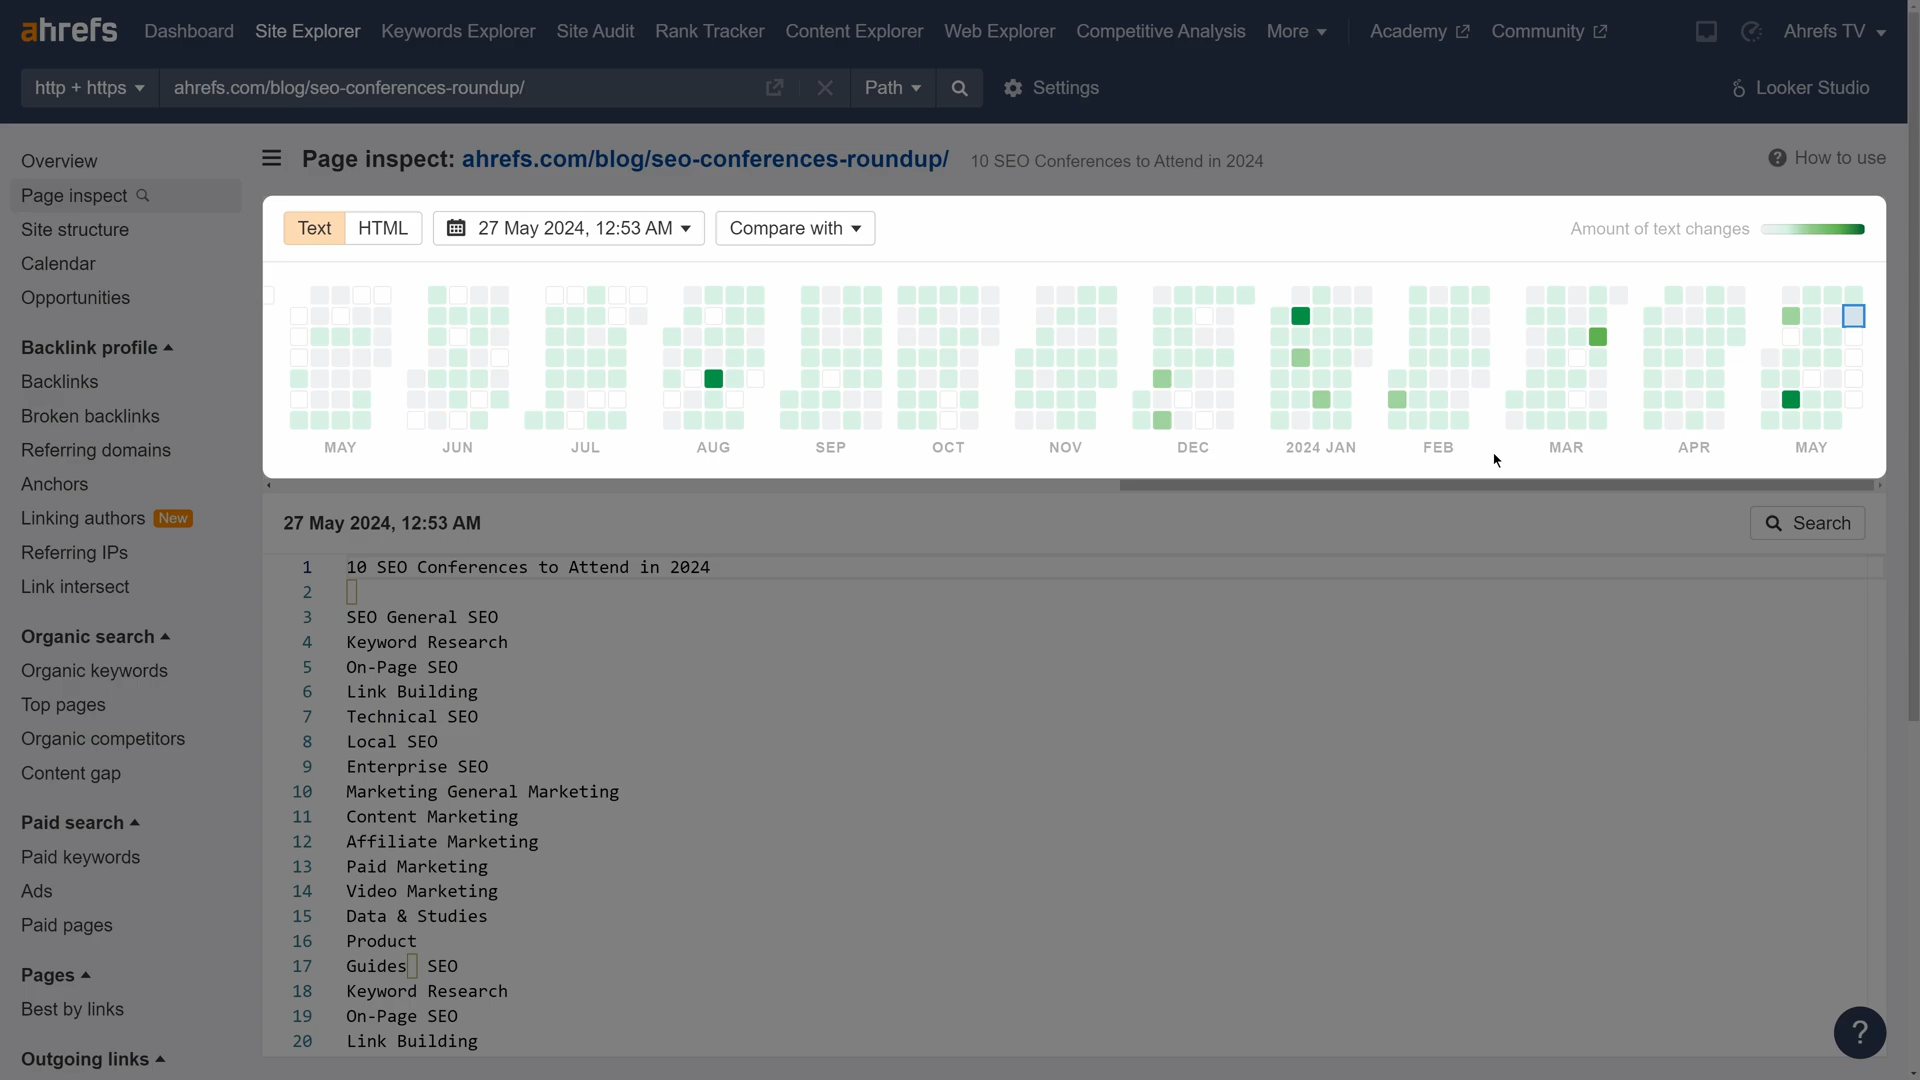 ahrefs
Dashboard Site Explorer Keywords Explorer Site Audit Rank Tracker Content Explorer Web Explorer Competitive Analysis More Academy Community Ahrefs TV
http + https ahrefs.com/blog/seo-conferences-roundup/ Path Settings Looker Studio
Overview
Page inspect
Site structure
Calendar
Opportunities
Backlink profile
Backlinks
Broken backlinks
Referring domains
Anchors
Linking authors New
Referring IPs
Link intersect
Organic search
Organic keywords
Top pages
Organic competitors
Content gap
Paid search
Paid keywords
Ads
Paid pages
Pages
Best by links
Outgoing links
Page inspect: ahrefs.com/blog/seo-conferences-roundup/ 10 SEO Conferences to Attend in 2024 ? How to use
Text HTML 27 May 2024, 12:53 AM Compare with Amount of text changes
MAY JUN JUL AUG SEP OCT NOV DEC 2024 JAN FEB MAR APR MAY
27 May 2024, 12:53 AM Search
1 10 SEO Conferences to Attend in 2024
2
3 SEO General SEO
4 Keyword Research
5 On-Page SEO
6 Link Building
7 Technical SEO
8 Local SEO
9 Enterprise SEO
10 Marketing General Marketing
11 Content Marketing
12 Affiliate Marketing
13 Paid Marketing
14 Video Marketing
15 Data & Studies
16 Product
17 Guides SEO
18 Keyword Research
19 On-Page SEO
20 Link Building
?